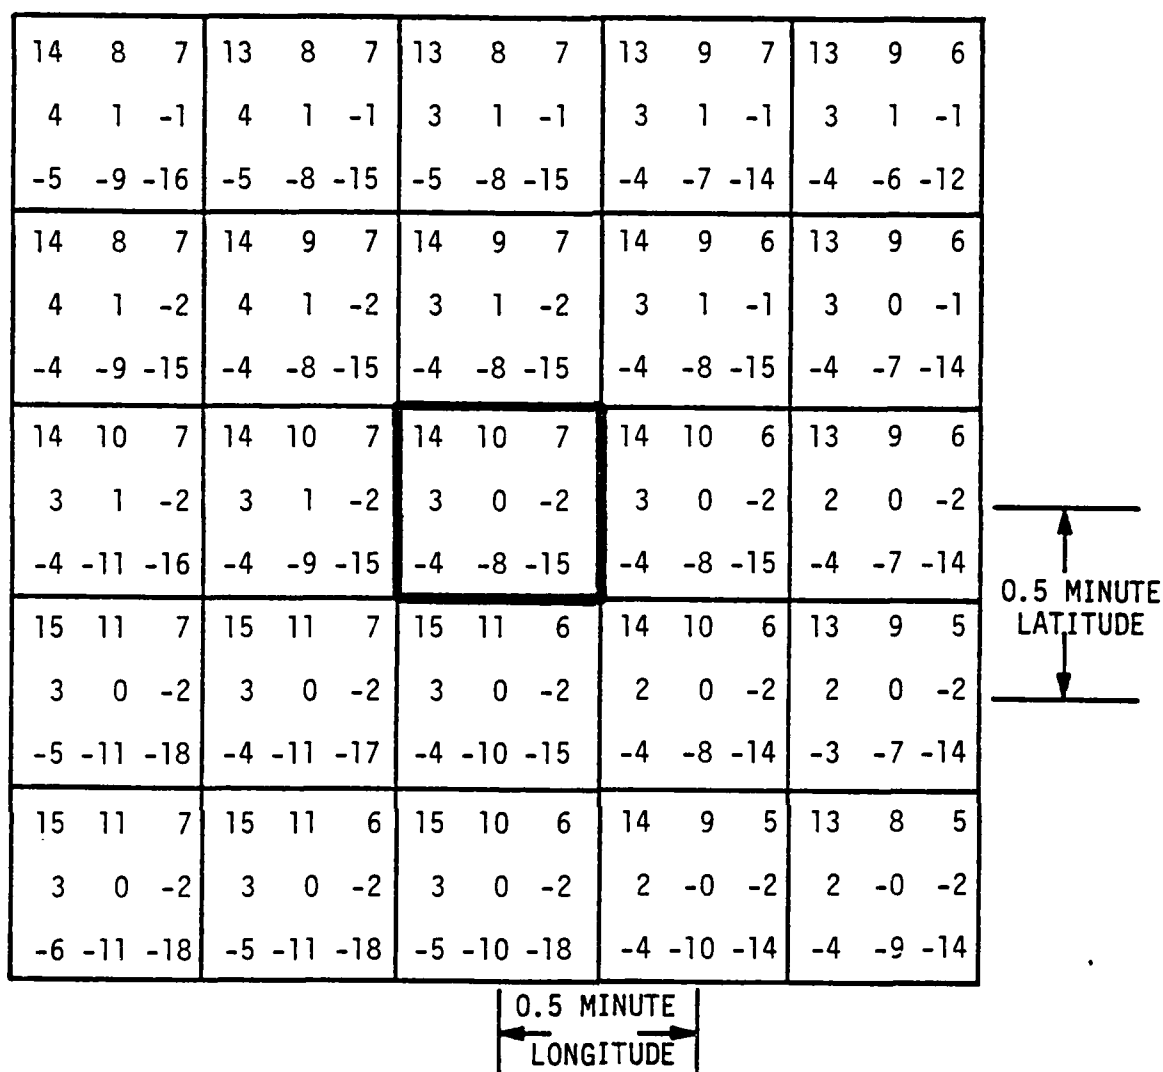 14 8 7 13 8 7 13 8 7 13 9 7 13 9 6
4 1 -1 4 1 -1 3 1 -1 3 1 -1 3 1 -1
-5 -9 -16 -5 -8 -15 -5 -8 -15 -4 -7 -14 -4 -6 -12
14 8 7 14 9 7 14 9 7 14 9 6 13 9 6
4 1 -2 4 1 -2 3 1 -2 3 1 -1 3 0 -1
-4 -9 -15 -4 -8 -15 -4 -8 -15 -4 -8 -15 -4 -7 -14
14 10 7 14 10 7 14 10 7 14 10 6 13 9 6
3 1 -2 3 1 -2 3 0 -2 3 0 -2 2 0 -2
-4 -11 -16 -4 -9 -15 -4 -8 -15 -4 -8 -15 -4 -7 -14
15 11 7 15 11 7 15 11 6 14 10 6 13 9 5
3 0 -2 3 0 -2 3 0 -2 2 0 -2 2 0 -2
-5 -11 -18 -4 -11 -17 -4 -10 -15 -4 -8 -14 -3 -7 -14
15 11 7 15 11 6 15 10 6 14 9 5 13 8 5
3 0 -2 3 0 -2 3 0 -2 2 -0 -2 2 -0 -2
-6 -11 -18 -5 -11 -18 -5 -10 -18 -4 -10 -14 -4 -9 -14
0.5 MINUTE
LATITUDE
0.5 MINUTE
LONGITUDE